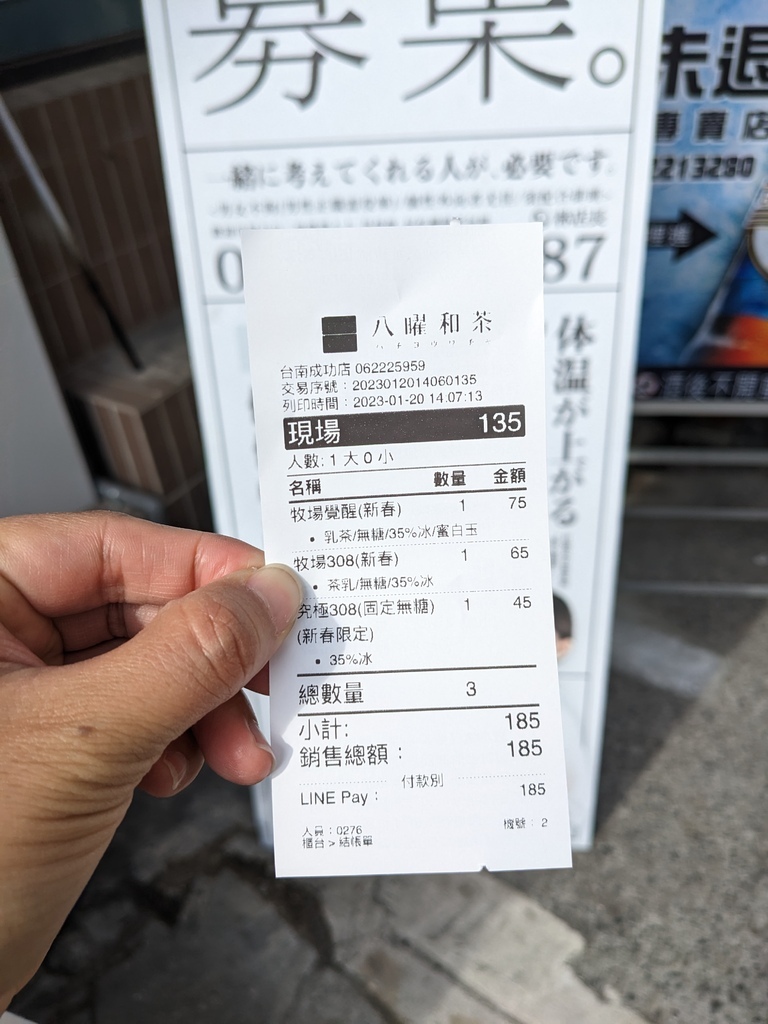 募集。
一緒に考えてくれる人が、必要です。
87
体温が上がる
専賣店
2213280
八曜和茶
ハチヨウワチャ
台南成功店 062225959
交易序號：2023012014060135
列印時間：2023-01-20 14:07:13
現場 135
人數: 1 大 0 小
名稱 數量 金額
牧場覺醒(新春) 1 75
• 乳茶/無糖/35%冰/蜜白玉
牧場308(新春) 1 65
• 茶乳/無糖/35%冰
究極308(固定無糖) 1 45
(新春限定)
• 35%冰
總數量 3
小計: 185
銷售總額： 185
付款別
LINE Pay： 185
人員：0276 機號：2
櫃台 > 結帳單